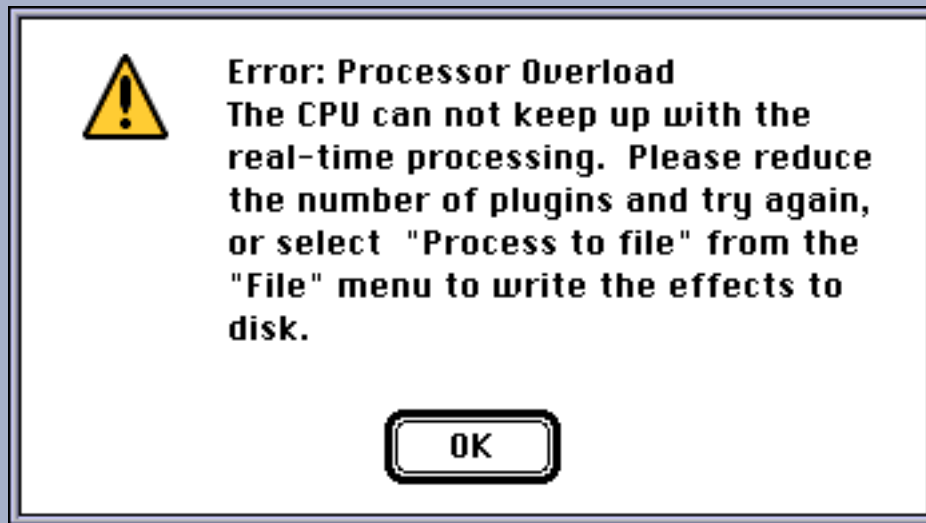 Error: Processor Overload
The CPU can not keep up with the
real-time processing.  Please reduce
the number of plugins and try again,
or select  "Process to file" from the
"File" menu to write the effects to
disk.
OK